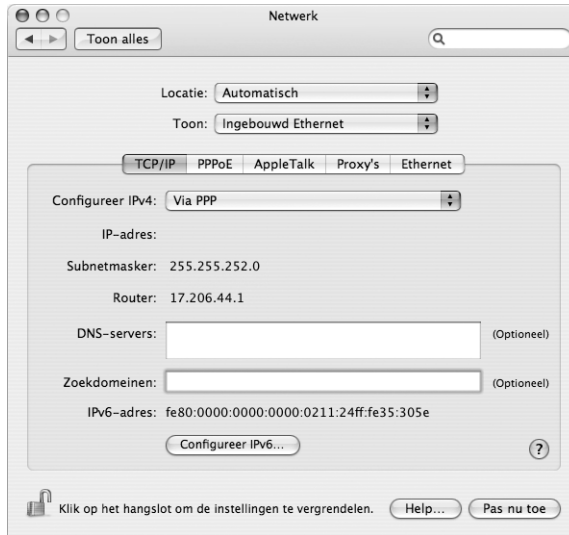 Netwerk
Toon alles
Locatie: Automatisch
Toon: Ingebouwd Ethernet
TCP/IP PPPoE AppleTalk Proxy's Ethernet
Configureer IPv4: Via PPP
IP-adres:
Subnetmasker: 255.255.252.0
Router: 17.206.44.1
DNS-servers: (Optioneel)
Zoekdomeinen: (Optioneel)
IPv6-adres: fe80:0000:0000:0000:0211:24ff:fe35:305e
Configureer IPv6... ?
Klik op het hangslot om de instellingen te vergrendelen. Help... Pas nu toe